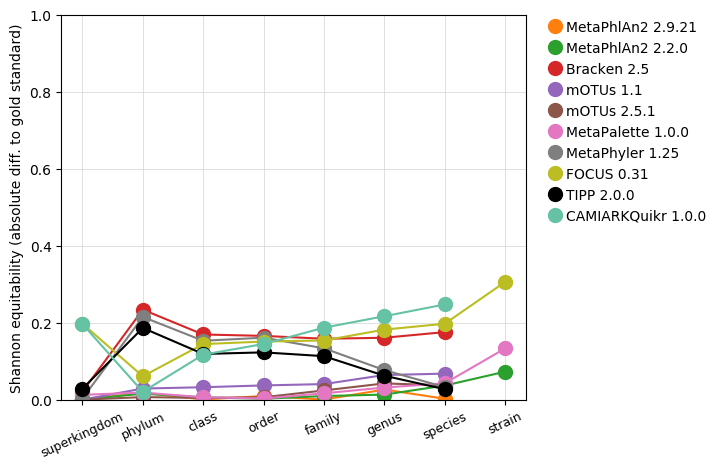 Shannon equitability (absolute diff. to gold standard)
1.0
0.8
0.6
0.4
0.2
0.0
superkingdom
phylum
class
order
family
genus
species
strain
MetaPhlAn2 2.9.21
MetaPhlAn2 2.2.0
Bracken 2.5
mOTUs 1.1
mOTUs 2.5.1
MetaPalette 1.0.0
MetaPhyler 1.25
FOCUS 0.31
TIPP 2.0.0
CAMIARKQuikr 1.0.0